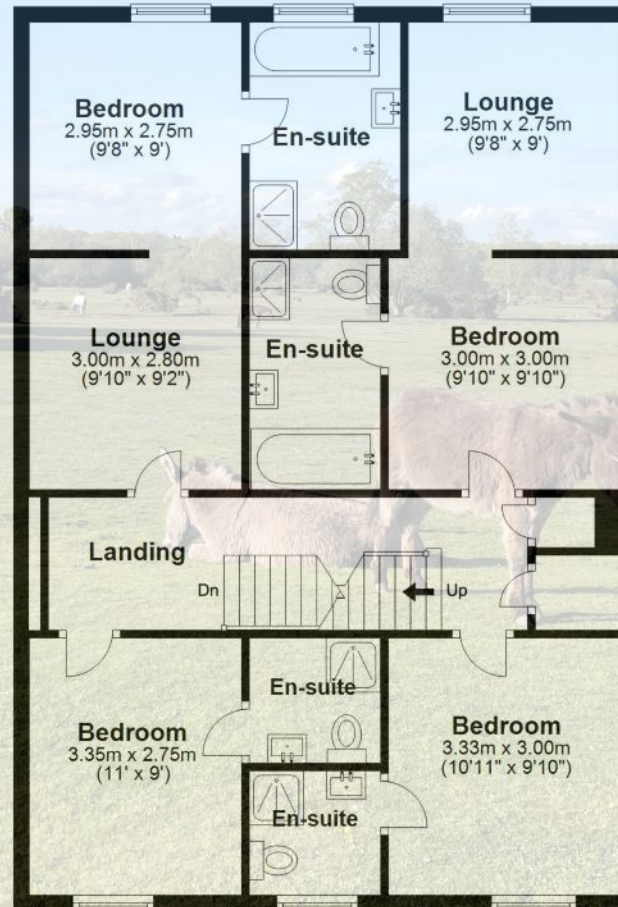 Bedroom
2.95m x 2.75m
(9'8" x 9')
En-suite
Lounge
2.95m x 2.75m
(9'8" x 9')
Lounge
3.00m x 2.80m
(9'10" x 9'2")
En-suite
Bedroom
3.00m x 3.00m
(9'10" x 9'10")
Landing
Dn
Up
Bedroom
3.35m x 2.75m
(11' x 9')
En-suite
Bedroom
3.33m x 3.00m
(10'11" x 9'10")
En-suite